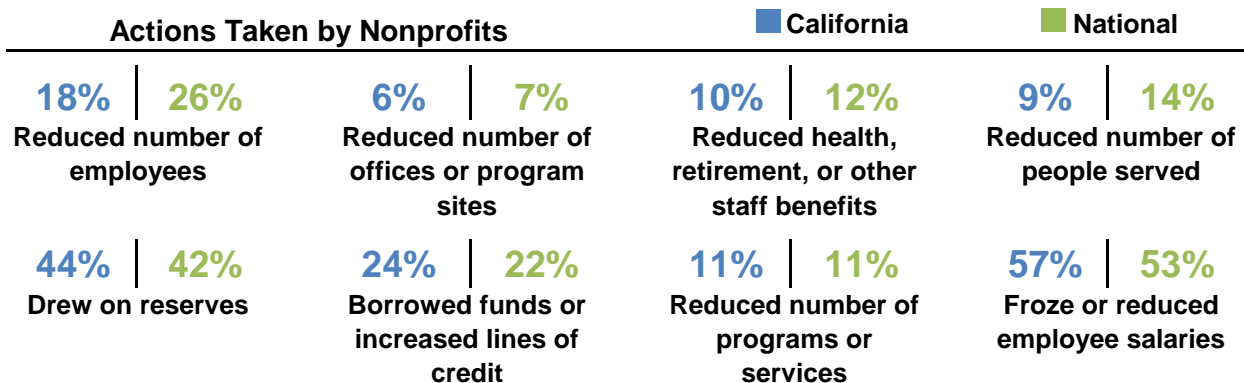 Actions Taken by Nonprofits California National
18% 26% 6% 7% 10% 12% 9% 14%
Reduced number of employees
Reduced number of offices or program sites
Reduced health, retirement, or other staff benefits
Reduced number of people served
44% 42% 24% 22% 11% 11% 57% 53%
Drew on reserves
Borrowed funds or increased lines of credit
Reduced number of programs or services
Froze or reduced employee salaries